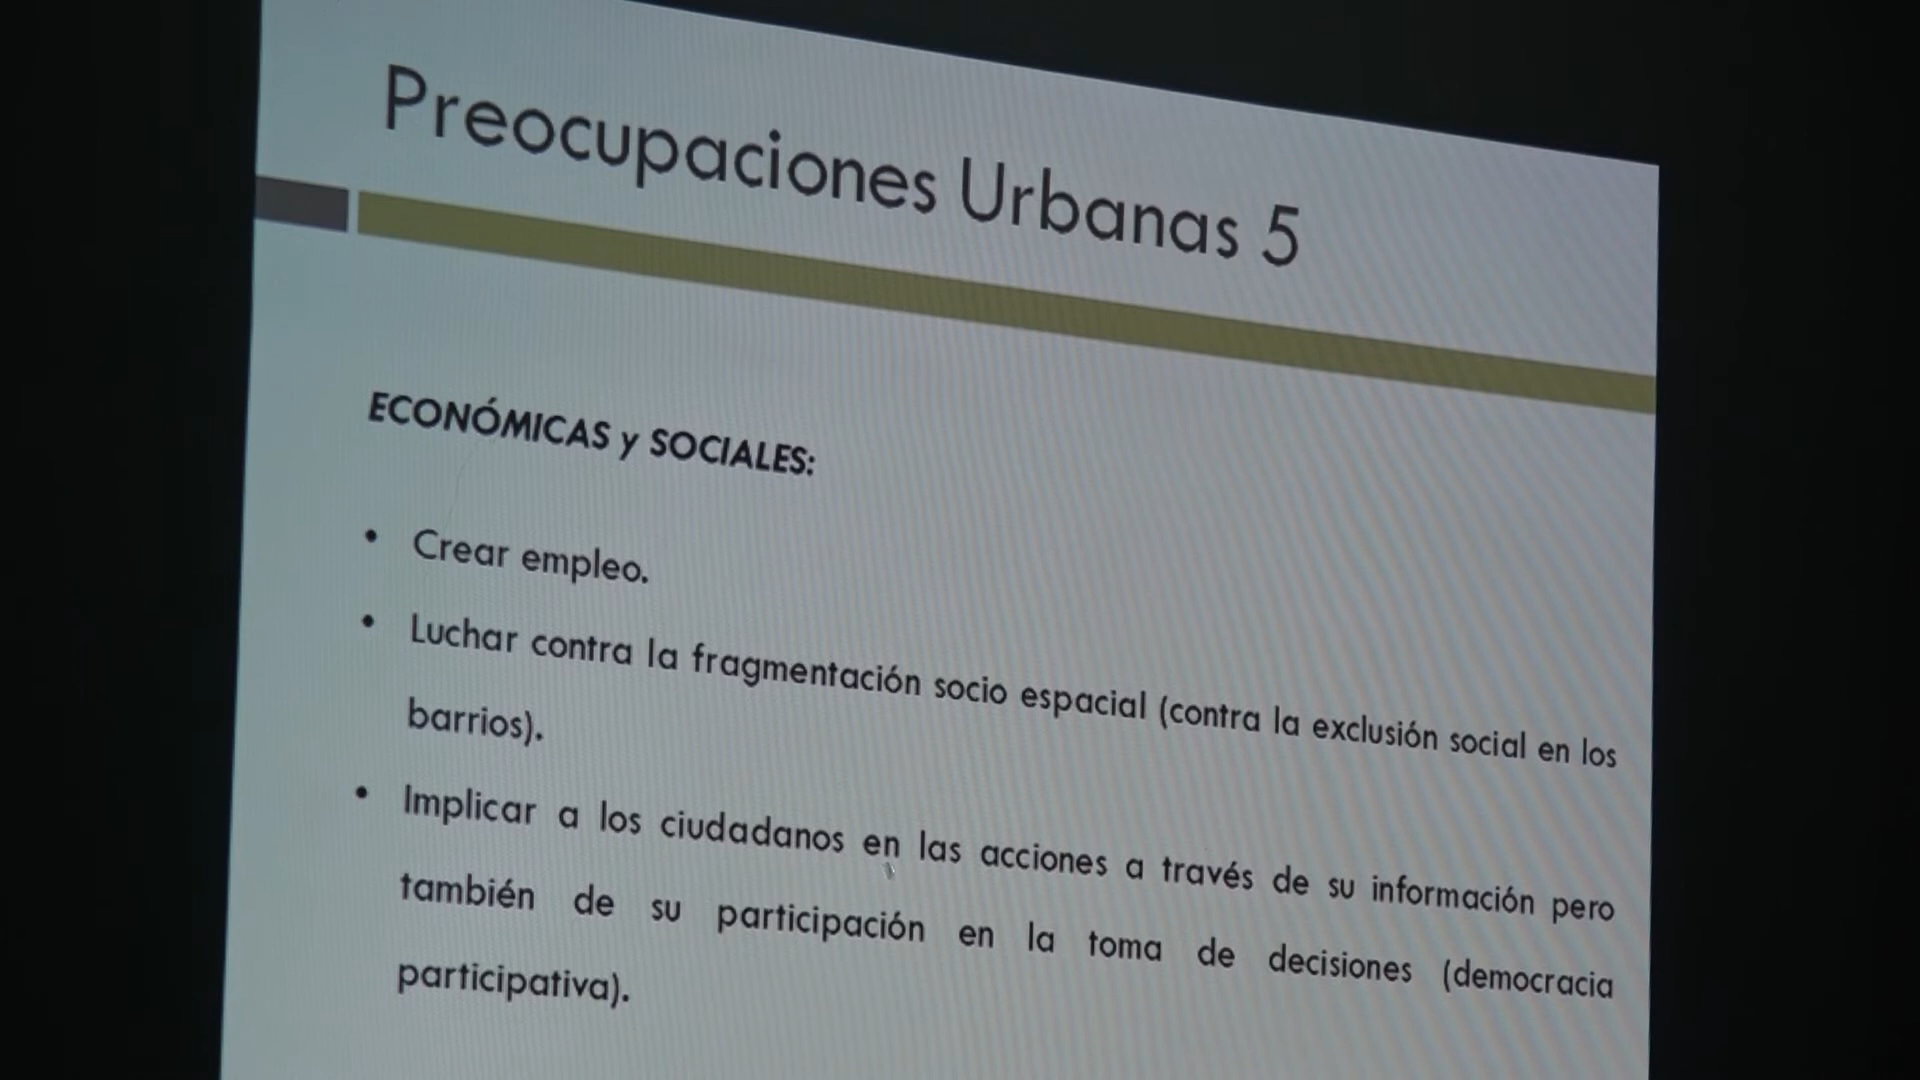 Preocupaciones Urbanas 5
ECONÓMICAS y SOCIALES:
• Crear empleo.
• Luchar contra la fragmentación socio espacial (contra la exclusión social en los
barrios).
• Implicar a los ciudadanos en las acciones a través de su información pero
también de su participación en la toma de decisiones (democracia
participativa).